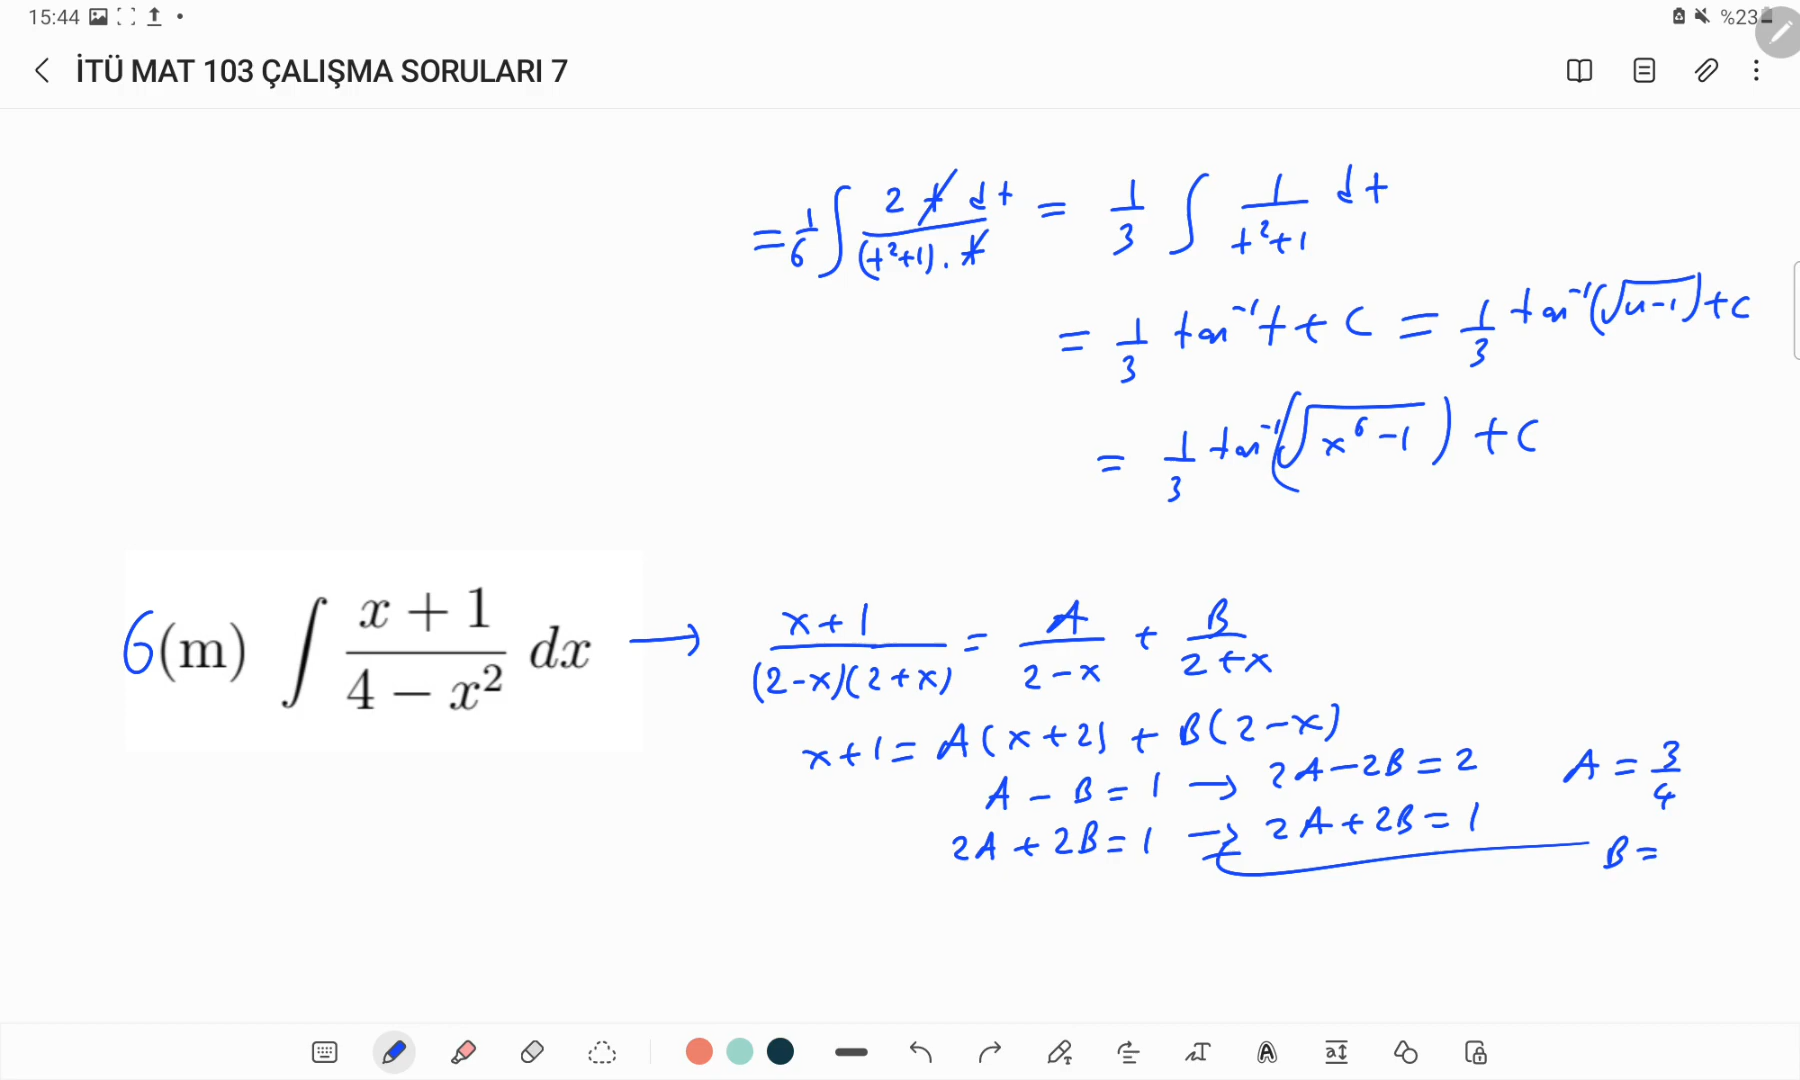 15:44
%23
İTÜ MAT 103 ÇALIŞMA SORULARI 7
= 1/6 ∫ 2 t dt / (t²+1) . t = 1/3 ∫ 1/(t²+1) dt
= 1/3 tan⁻¹ t + C = 1/3 tan⁻¹(√(u-1)) + C
= 1/3 tan⁻¹(√(x⁶-1)) + C
6(m) ∫ (x + 1)/(4 − x²) dx → (x+1)/((2-x)(2+x)) = A/(2-x) + B/(2+x)
x+1 = A(x+2) + B(2-x)
A - B = 1 → 2A - 2B = 2 A = 3/4
2A + 2B = 1 → 2A + 2B = 1
+
B =